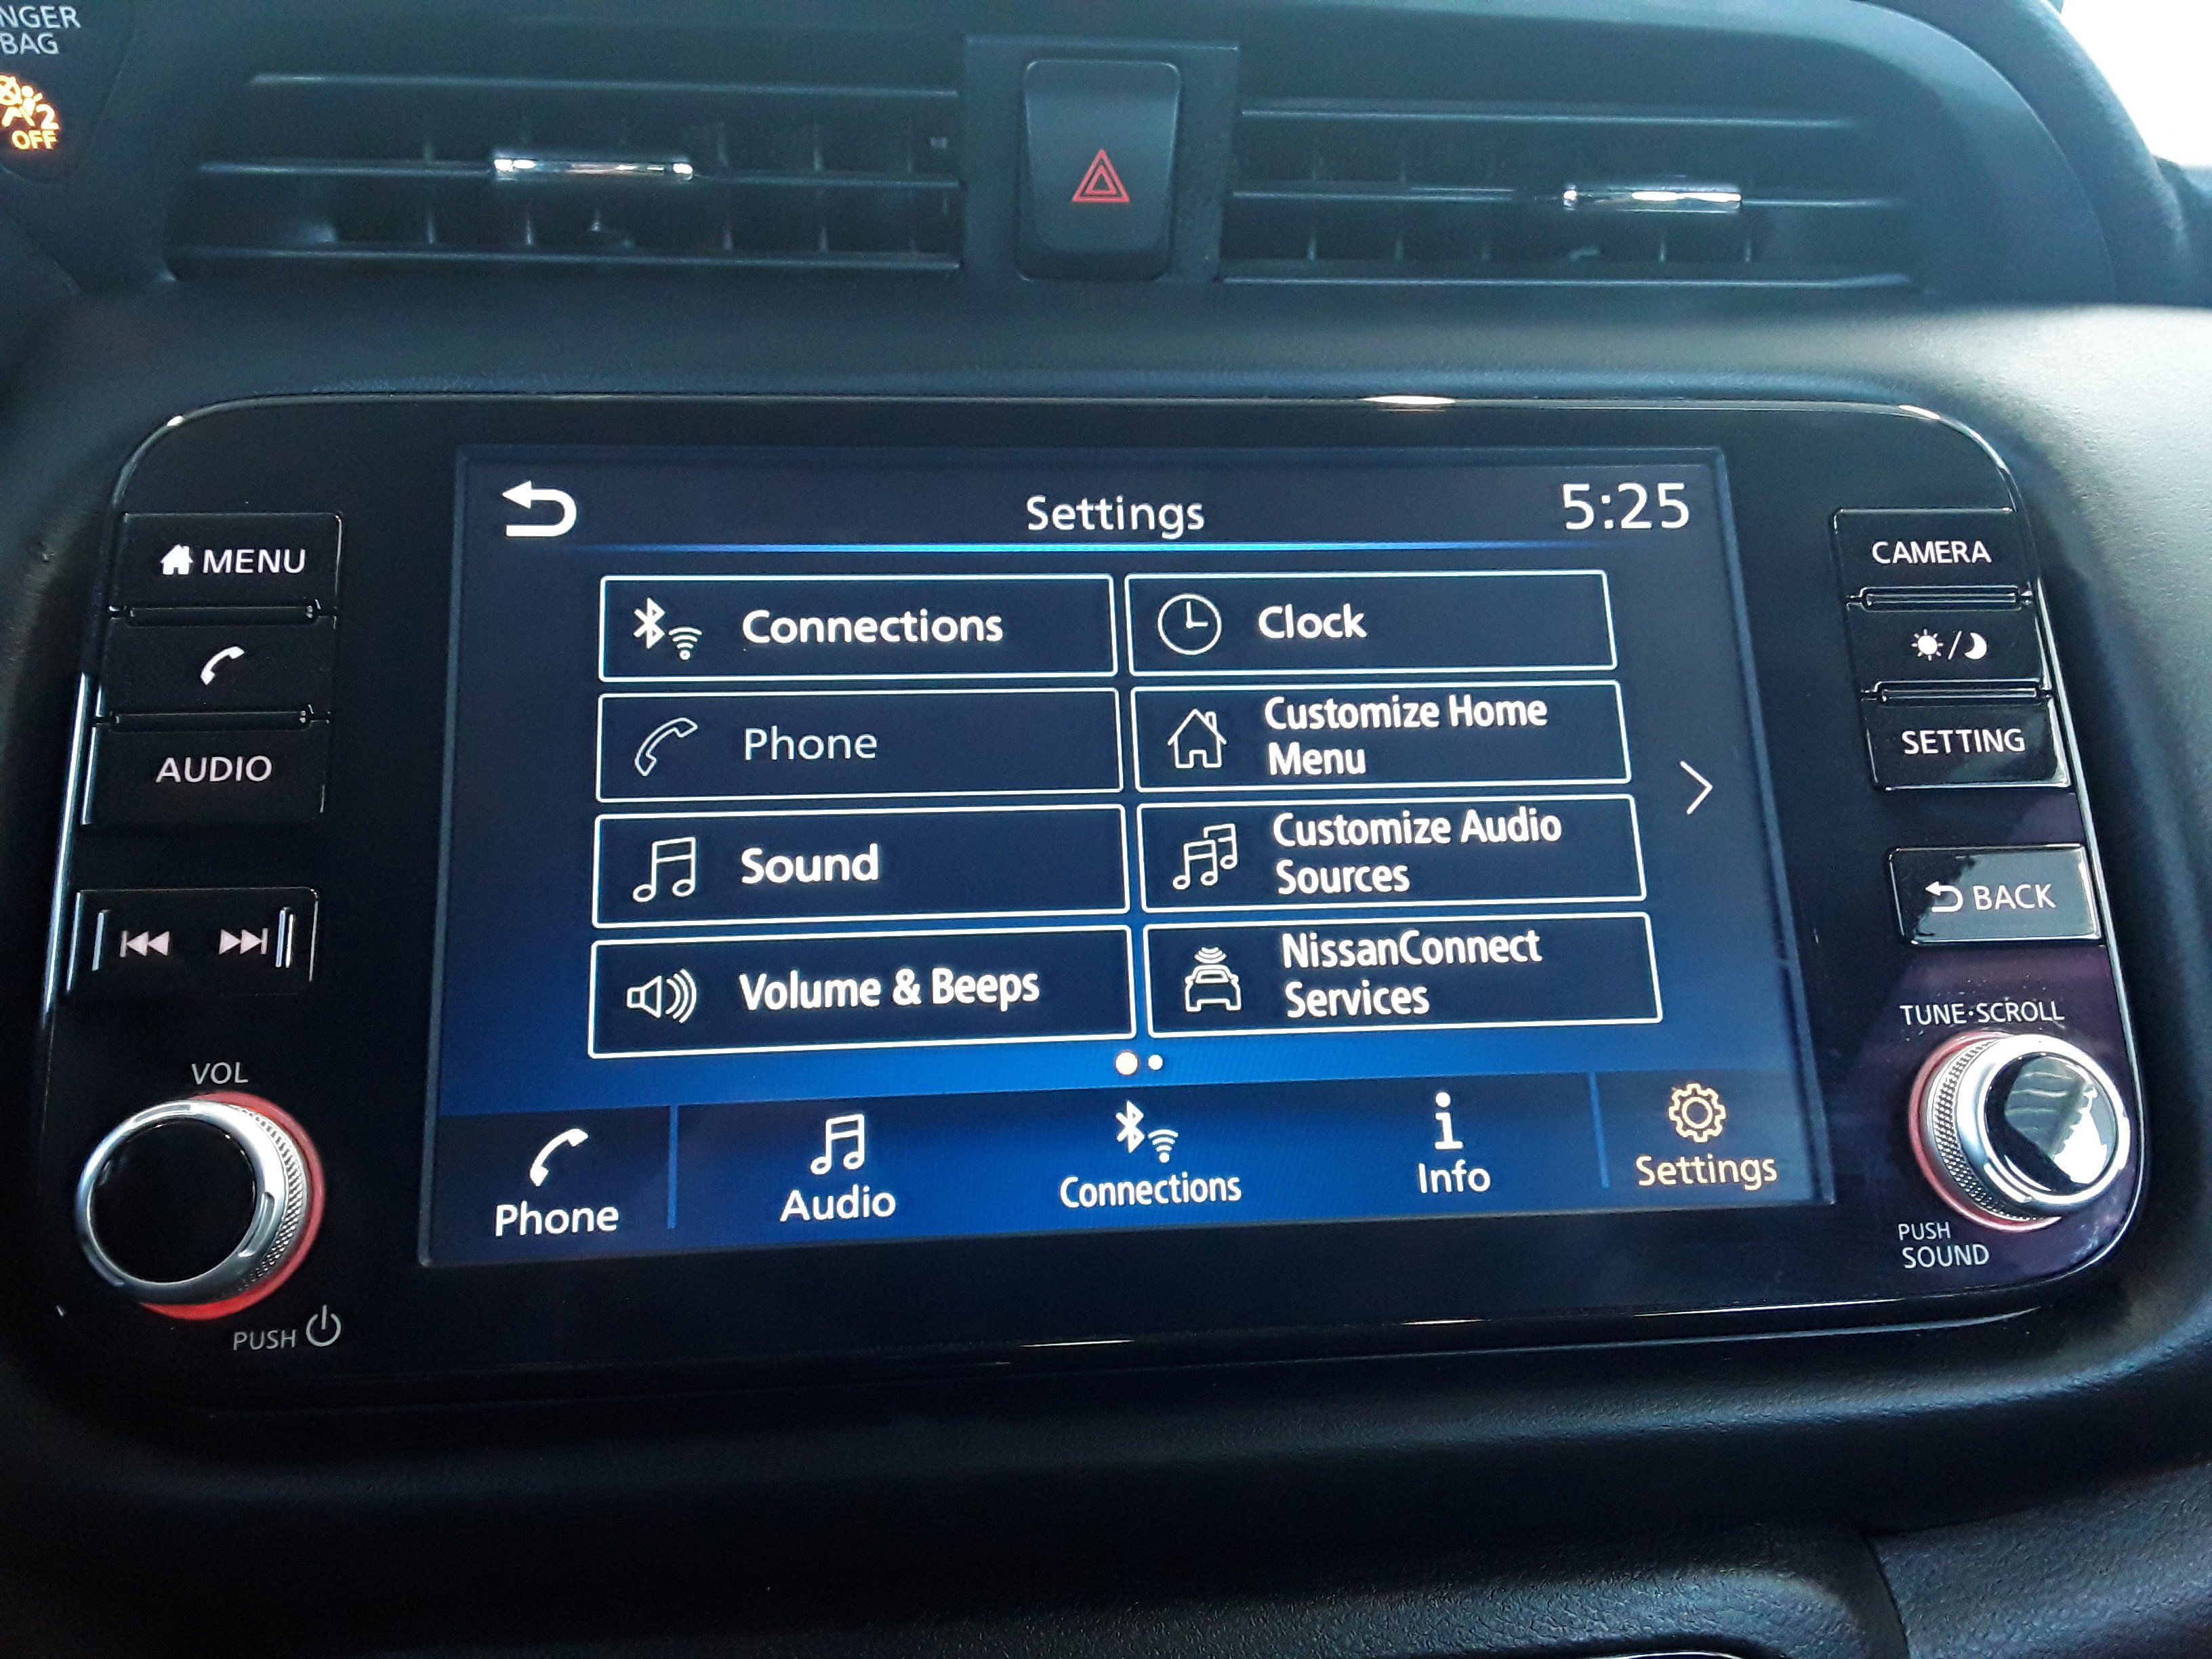 BAG
2
OFF
Settings
5:25
MENU
AUDIO
Connections
Clock
Phone
Customize Home
Menu
Sound
Customize Audio
Sources
Volume & Beeps
NissanConnect
Services
Phone
Audio
Connections
Info
Settings
CAMERA
SETTING
BACK
VOL
PUSH
TUNE·SCROLL
PUSH
SOUND